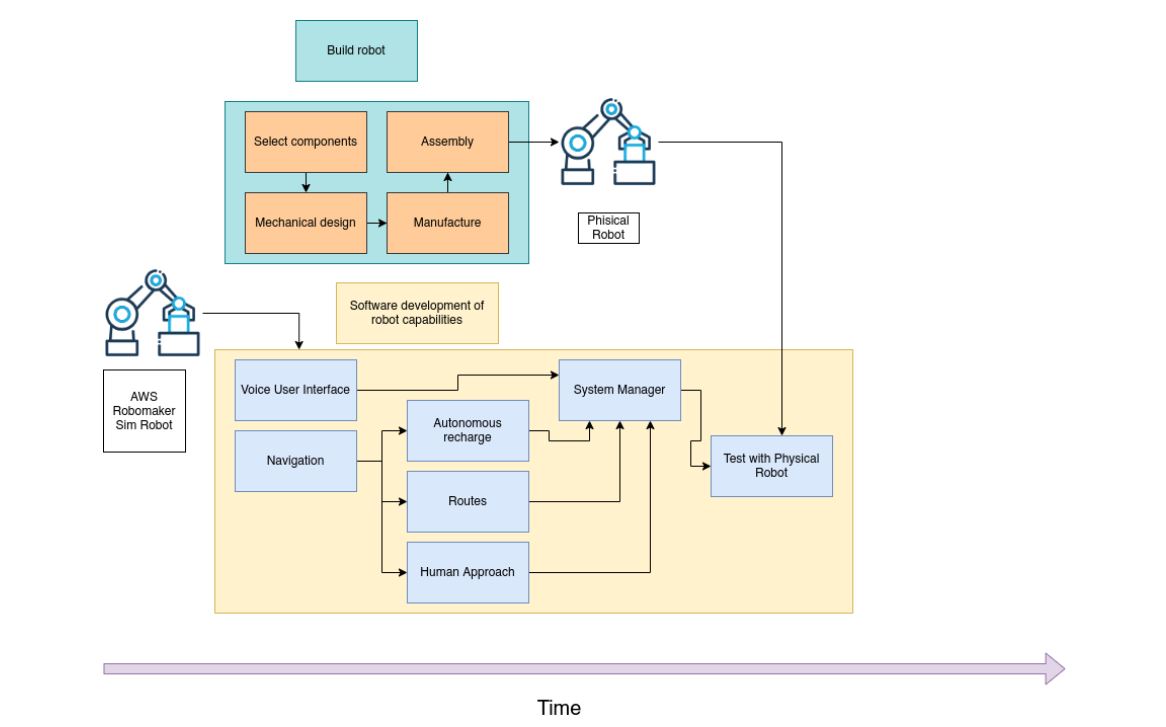 Build robot
Select components
Assembly
Mechanical design
Manufacture
Phisical
Robot
Software development of
robot capabilities
AWS
Robomaker
Sim Robot
Voice User Interface
System Manager
Autonomous
recharge
Navigation
Test with Physical
Robot
Routes
Human Approach
Time